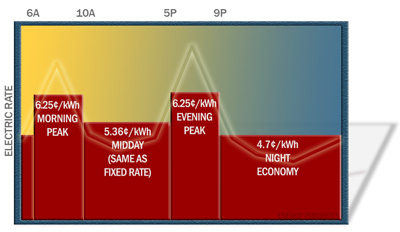 6A 10A 5P 9P
ELECTRIC RATE
6.25¢/kWh
MORNING
PEAK
5.36¢/kWh
MIDDAY
(SAME AS
FIXED RATE)
6.25¢/kWh
EVENING
PEAK
4.7¢/kWh
NIGHT
ECONOMY